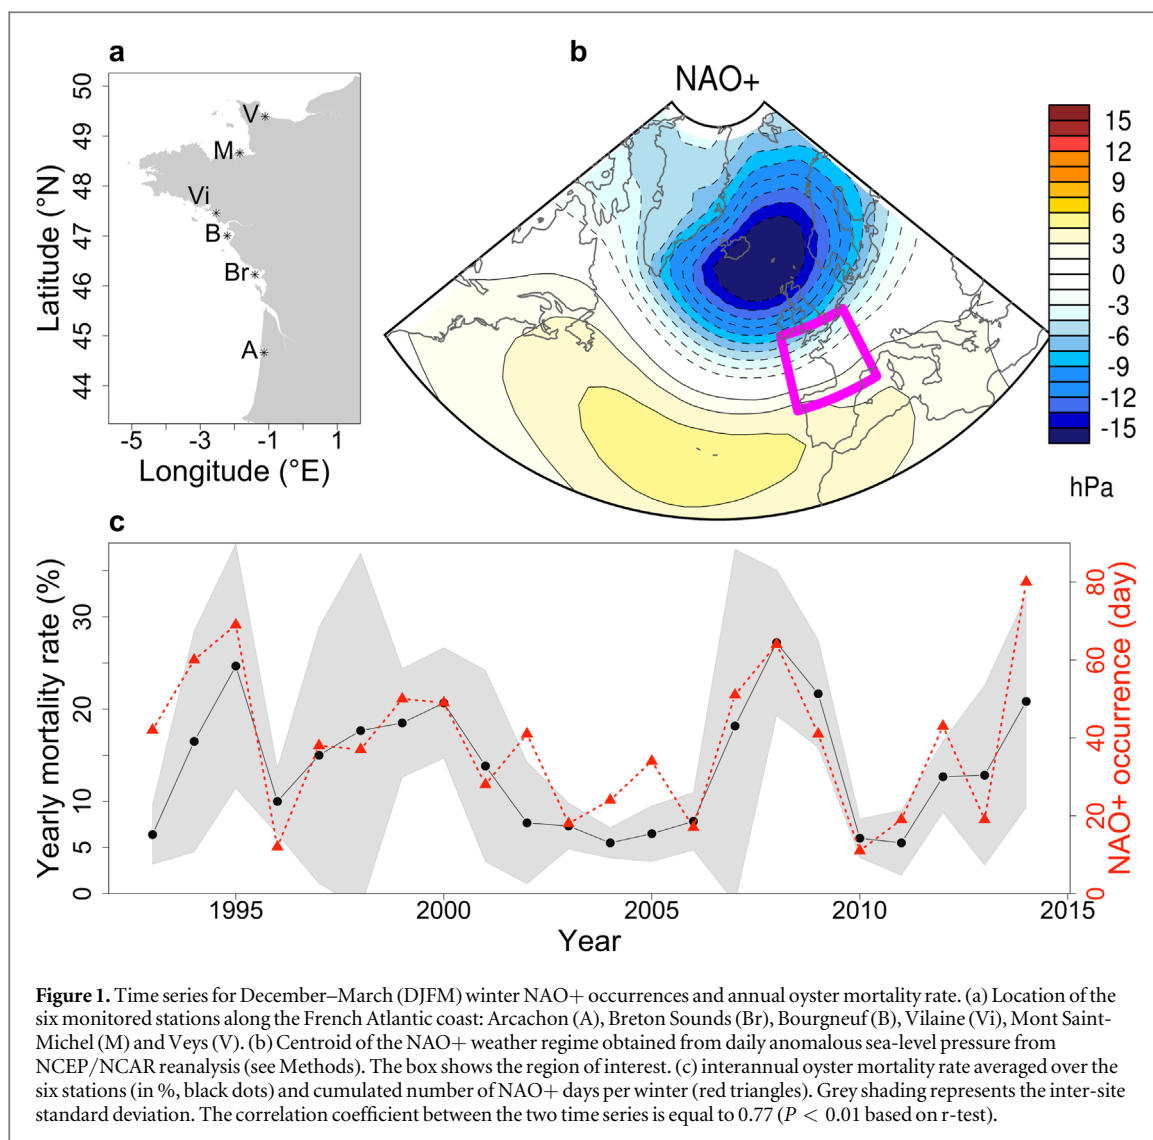 a
50
49
48
47
46
45
44
Latitude (°N)
V
M
Vi
B
Br
A
-5
-3
-1
1
Longitude (°E)
b
NAO+
15
12
9
6
3
0
-3
-6
-9
-12
-15
hPa
c
Yearly mortality rate (%)
30
20
10
5
0
80
60
40
20
0
NAO+ occurrence (day)
1995
2000
2005
2010
2015
Year
Figure 1. Time series for December–March (DJFM) winter NAO+ occurrences and annual oyster mortality rate. (a) Location of the
six monitored stations along the French Atlantic coast: Arcachon (A), Breton Sounds (Br), Bourgneuf (B), Vilaine (Vi), Mont Saint-
Michel (M) and Veys (V). (b) Centroid of the NAO+ weather regime obtained from daily anomalous sea-level pressure from
NCEP/NCAR reanalysis (see Methods). The box shows the region of interest. (c) interannual oyster mortality rate averaged over the
six stations (in %, black dots) and cumulated number of NAO+ days per winter (red triangles). Grey shading represents the inter-site
standard deviation. The correlation coefficient between the two time series is equal to 0.77 (P < 0.01 based on r-test).